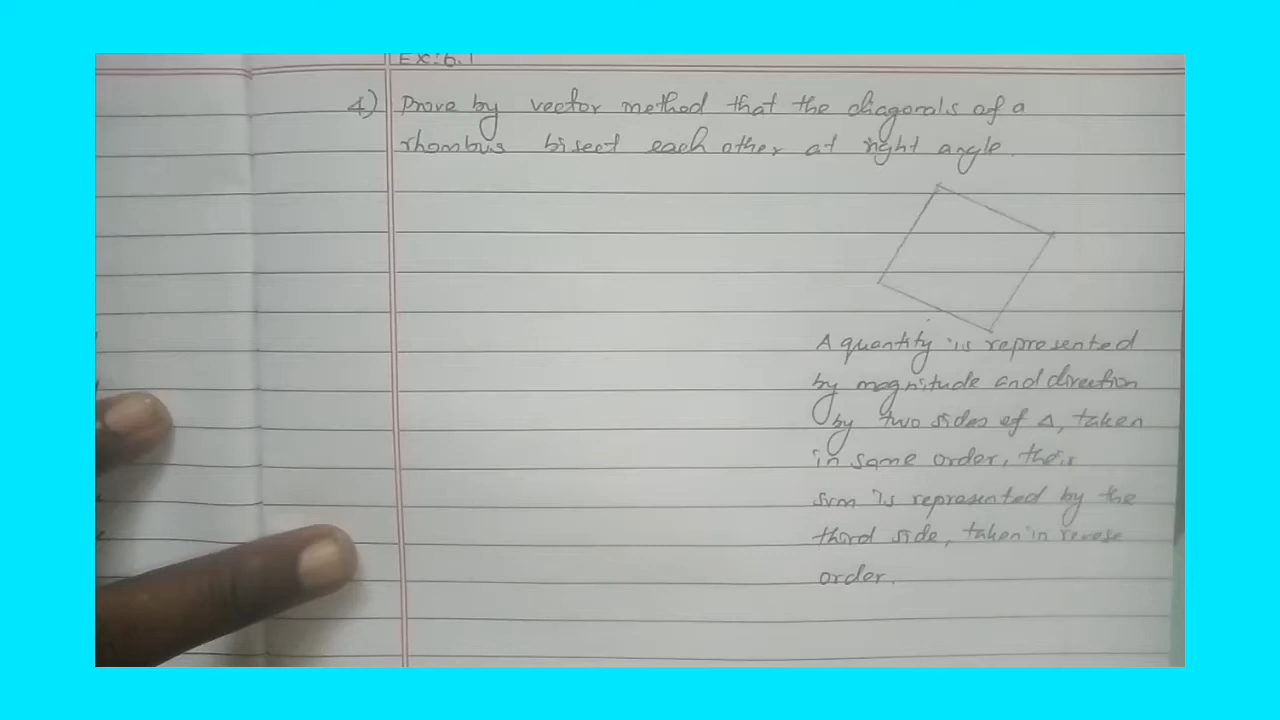 Ex: 6.1
4) Prove by vector method that the diagonals of a
rhombus bisect each other at right angle.
A quantity is represented
by magnitude and direction
by two sides of Δ, taken
in same order, their
sum is represented by the
third side, taken in revese
order.